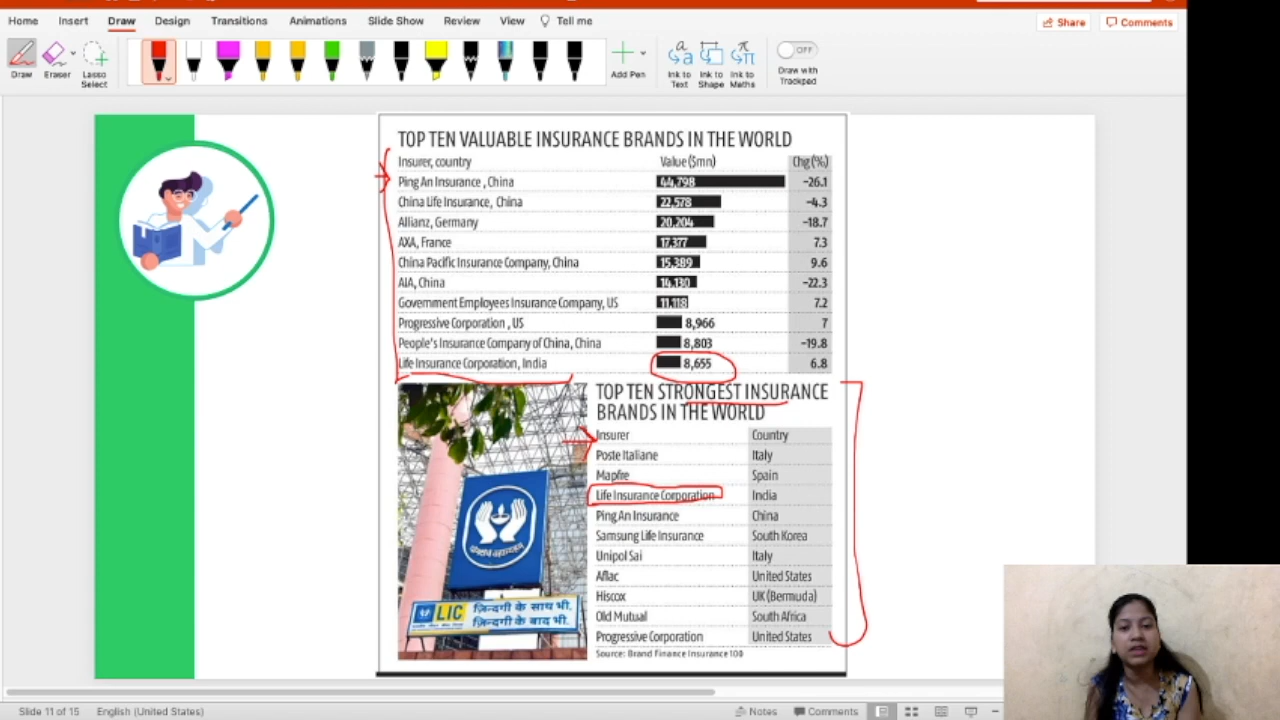 Home Insert Draw Design Transitions Animations Slide Show Review View Tell me Share Comments
Draw Eraser Lasso Select Add Pen Ink to Text Ink to Shape Ink to Maths OFF Draw with Trackpad
TOP TEN VALUABLE INSURANCE BRANDS IN THE WORLD
Insurer, country Value ($mn) Chg (%)
Ping An Insurance , China 44,798 -26.1
China Life Insurance, China 22,578 -4.3
Allianz, Germany 20,204 -18.7
AXA, France 17,377 7.3
China Pacific Insurance Company, China 15,389 9.6
AIA, China 14,130 -22.3
Government Employees Insurance Company, US 11,118 7.2
Progressive Corporation , US 8,966 7
People's Insurance Company of China, China 8,803 -19.8
Life Insurance Corporation, India 8,655 6.8
TOP TEN STRONGEST INSURANCE
BRANDS IN THE WORLD
Insurer Country
Poste Italiane Italy
Mapfre Spain
Life Insurance Corporation India
Ping An Insurance China
Samsung Life Insurance South Korea
Unipol Sai Italy
Aflac United States
Hiscox UK (Bermuda)
Old Mutual South Africa
Progressive Corporation United States
Source: Brand Finance Insurance 100
LIC ज़िन्दगी के साथ भी,
ज़िन्दगी के बाद भी.
Slide 11 of 15 English (United States) Notes Comments